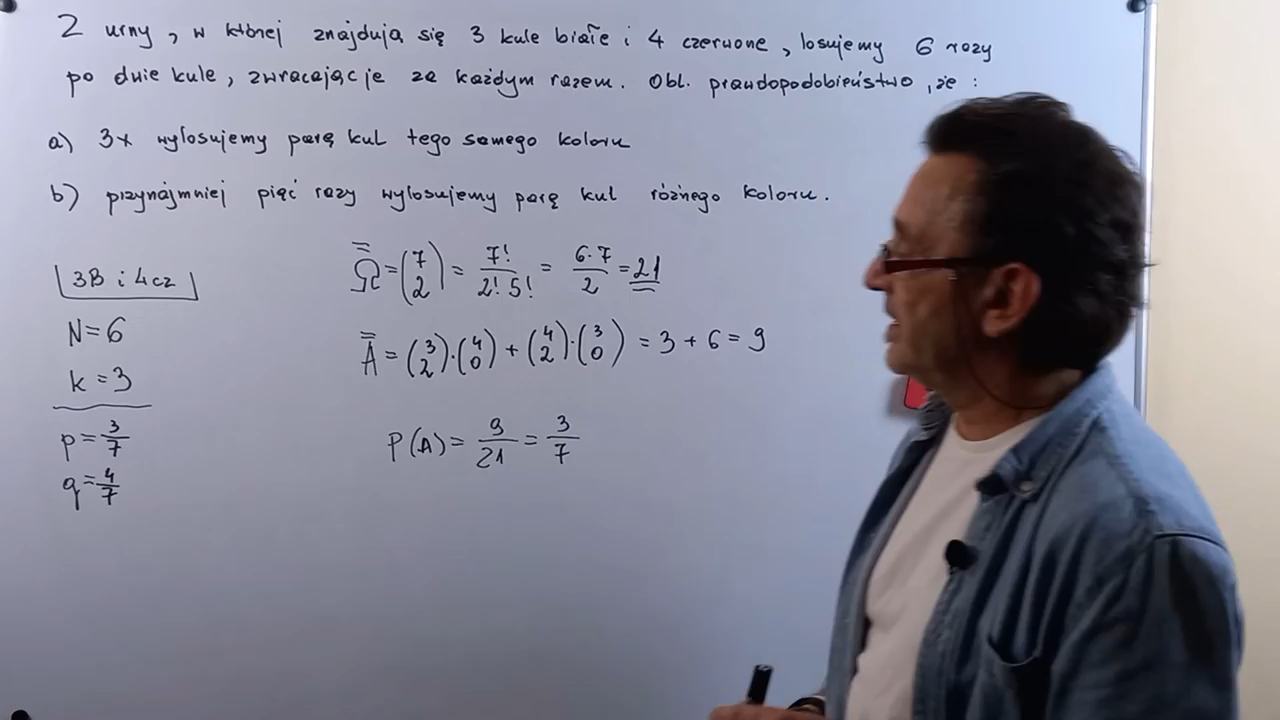 Z urny, w której znajdują się 3 kule białe i 4 czerwone, losujemy 6 razy
po dwie kule, zwracając je za każdym razem. Obl. prawdopodobieństwo, że :
a) 3x wylosujemy parę kul tego samego koloru
b) przynajmniej pięć razy wylosujemy parę kul różnego koloru.
3B i 4cz
N=6
k=3
p=3/7
q=4/7
Ω̿ = (7 2) = 7!/2!5! = 6·7/2 = 21
A̿ = (3 2)·(4 0) + (4 2)·(3 0) = 3 + 6 = 9
P(A) = 9/21 = 3/7